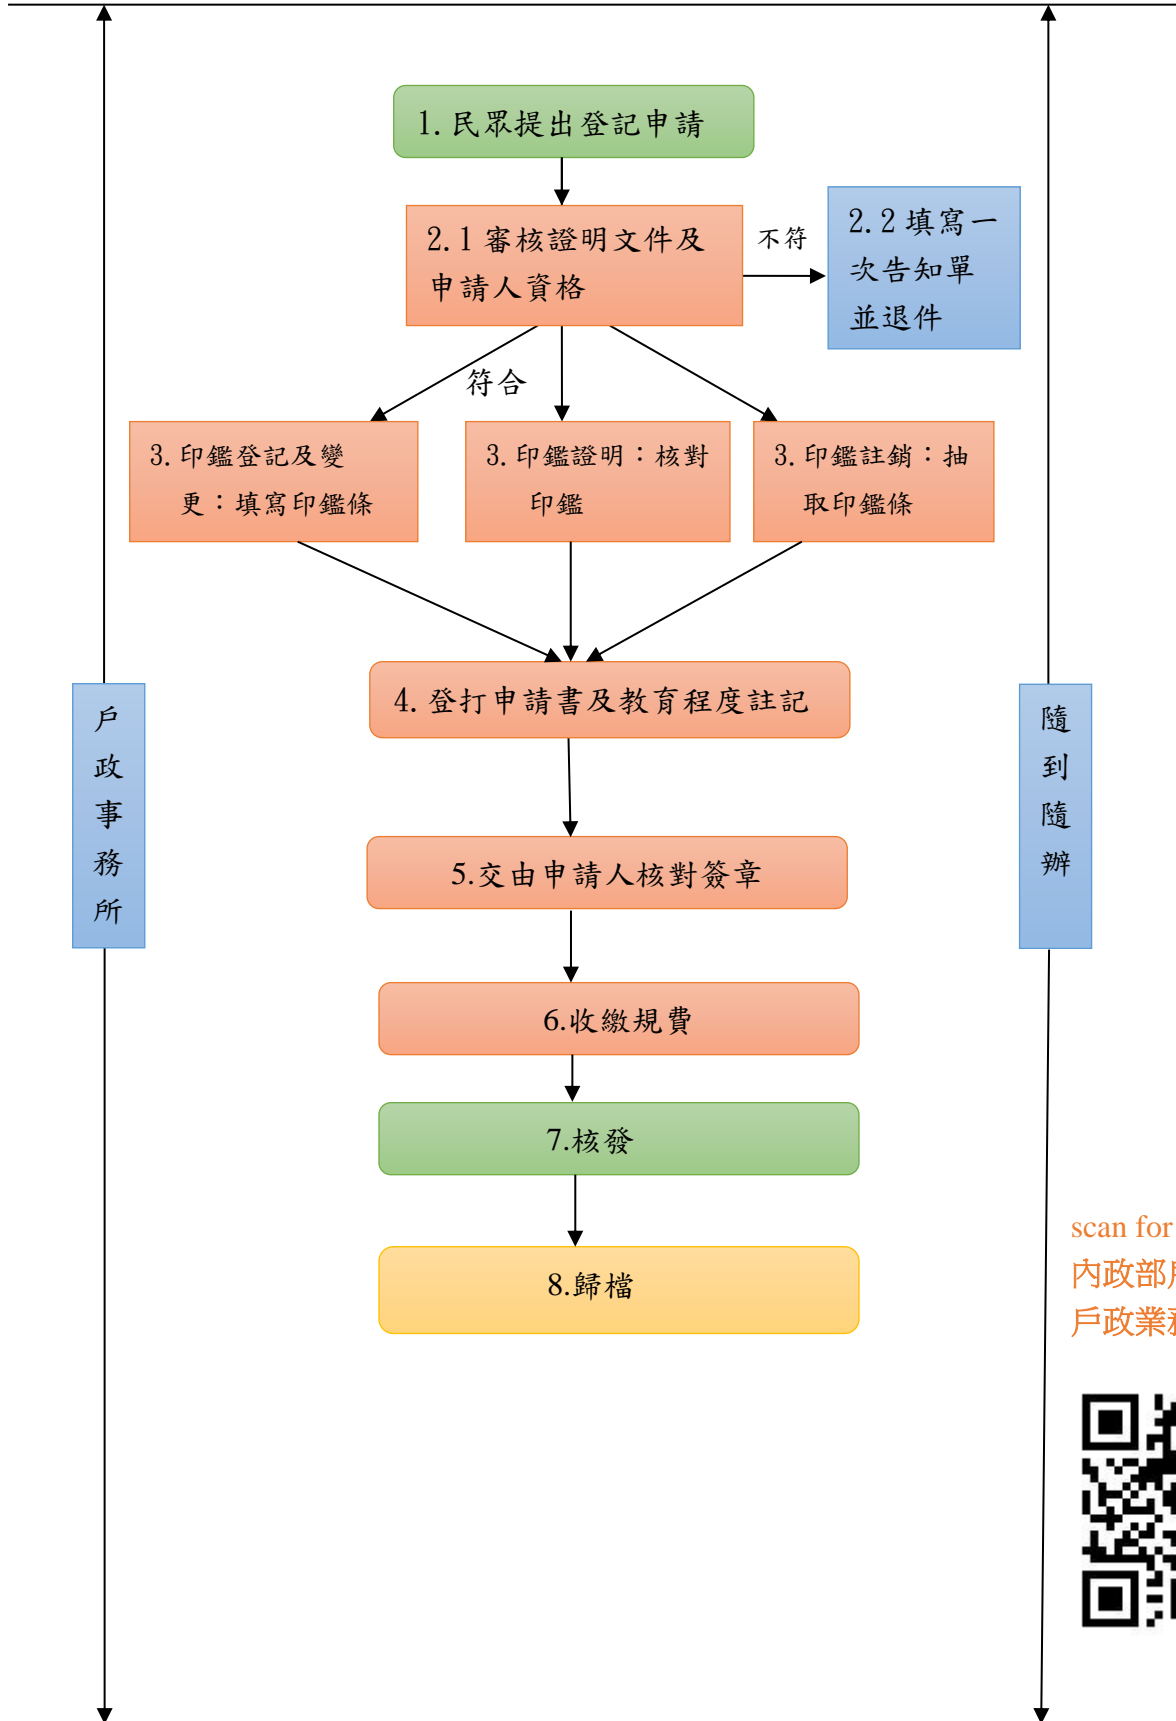 1. 民眾提出登記申請
2.1 審核證明文件及
申請人資格
不符
2.2 填寫一
次告知單
並退件
符合
3. 印鑑登記及變
更：填寫印鑑條
3. 印鑑證明：核對
印鑑
3. 印鑑註銷：抽
取印鑑條
4. 登打申請書及教育程度註記
戶
政
事
務
所
隨
到
隨
辦
5.交由申請人核對簽章
6.收繳規費
7.核發
8.歸檔
scan for
內政部
戶政業